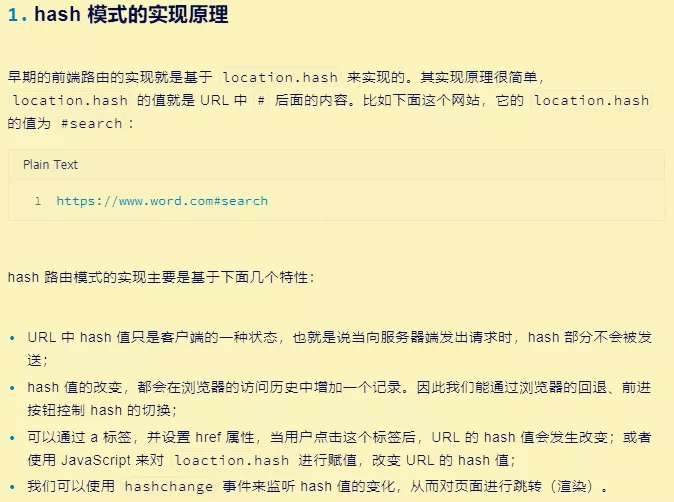 1. hash 模式的实现原理
早期的前端路由的实现就是基于 location.hash 来实现的。其实现原理很简单，
location.hash 的值就是 URL 中 # 后面的内容。比如下面这个网站，它的 location.hash
的值为 #search：
Plain Text
1 https://www.word.com#search
hash 路由模式的实现主要是基于下面几个特性：
• URL 中 hash 值只是客户端的一种状态，也就是说当向服务器端发出请求时，hash 部分不会被发
送；
• hash 值的改变，都会在浏览器的访问历史中增加一个记录。因此我们能通过浏览器的回退、前进
按钮控制 hash 的切换；
• 可以通过 a 标签，并设置 href 属性，当用户点击这个标签后，URL 的 hash 值会发生改变；或者
使用 JavaScript 来对 loaction.hash 进行赋值，改变 URL 的 hash 值；
• 我们可以使用 hashchange 事件来监听 hash 值的变化，从而对页面进行跳转（渲染）。